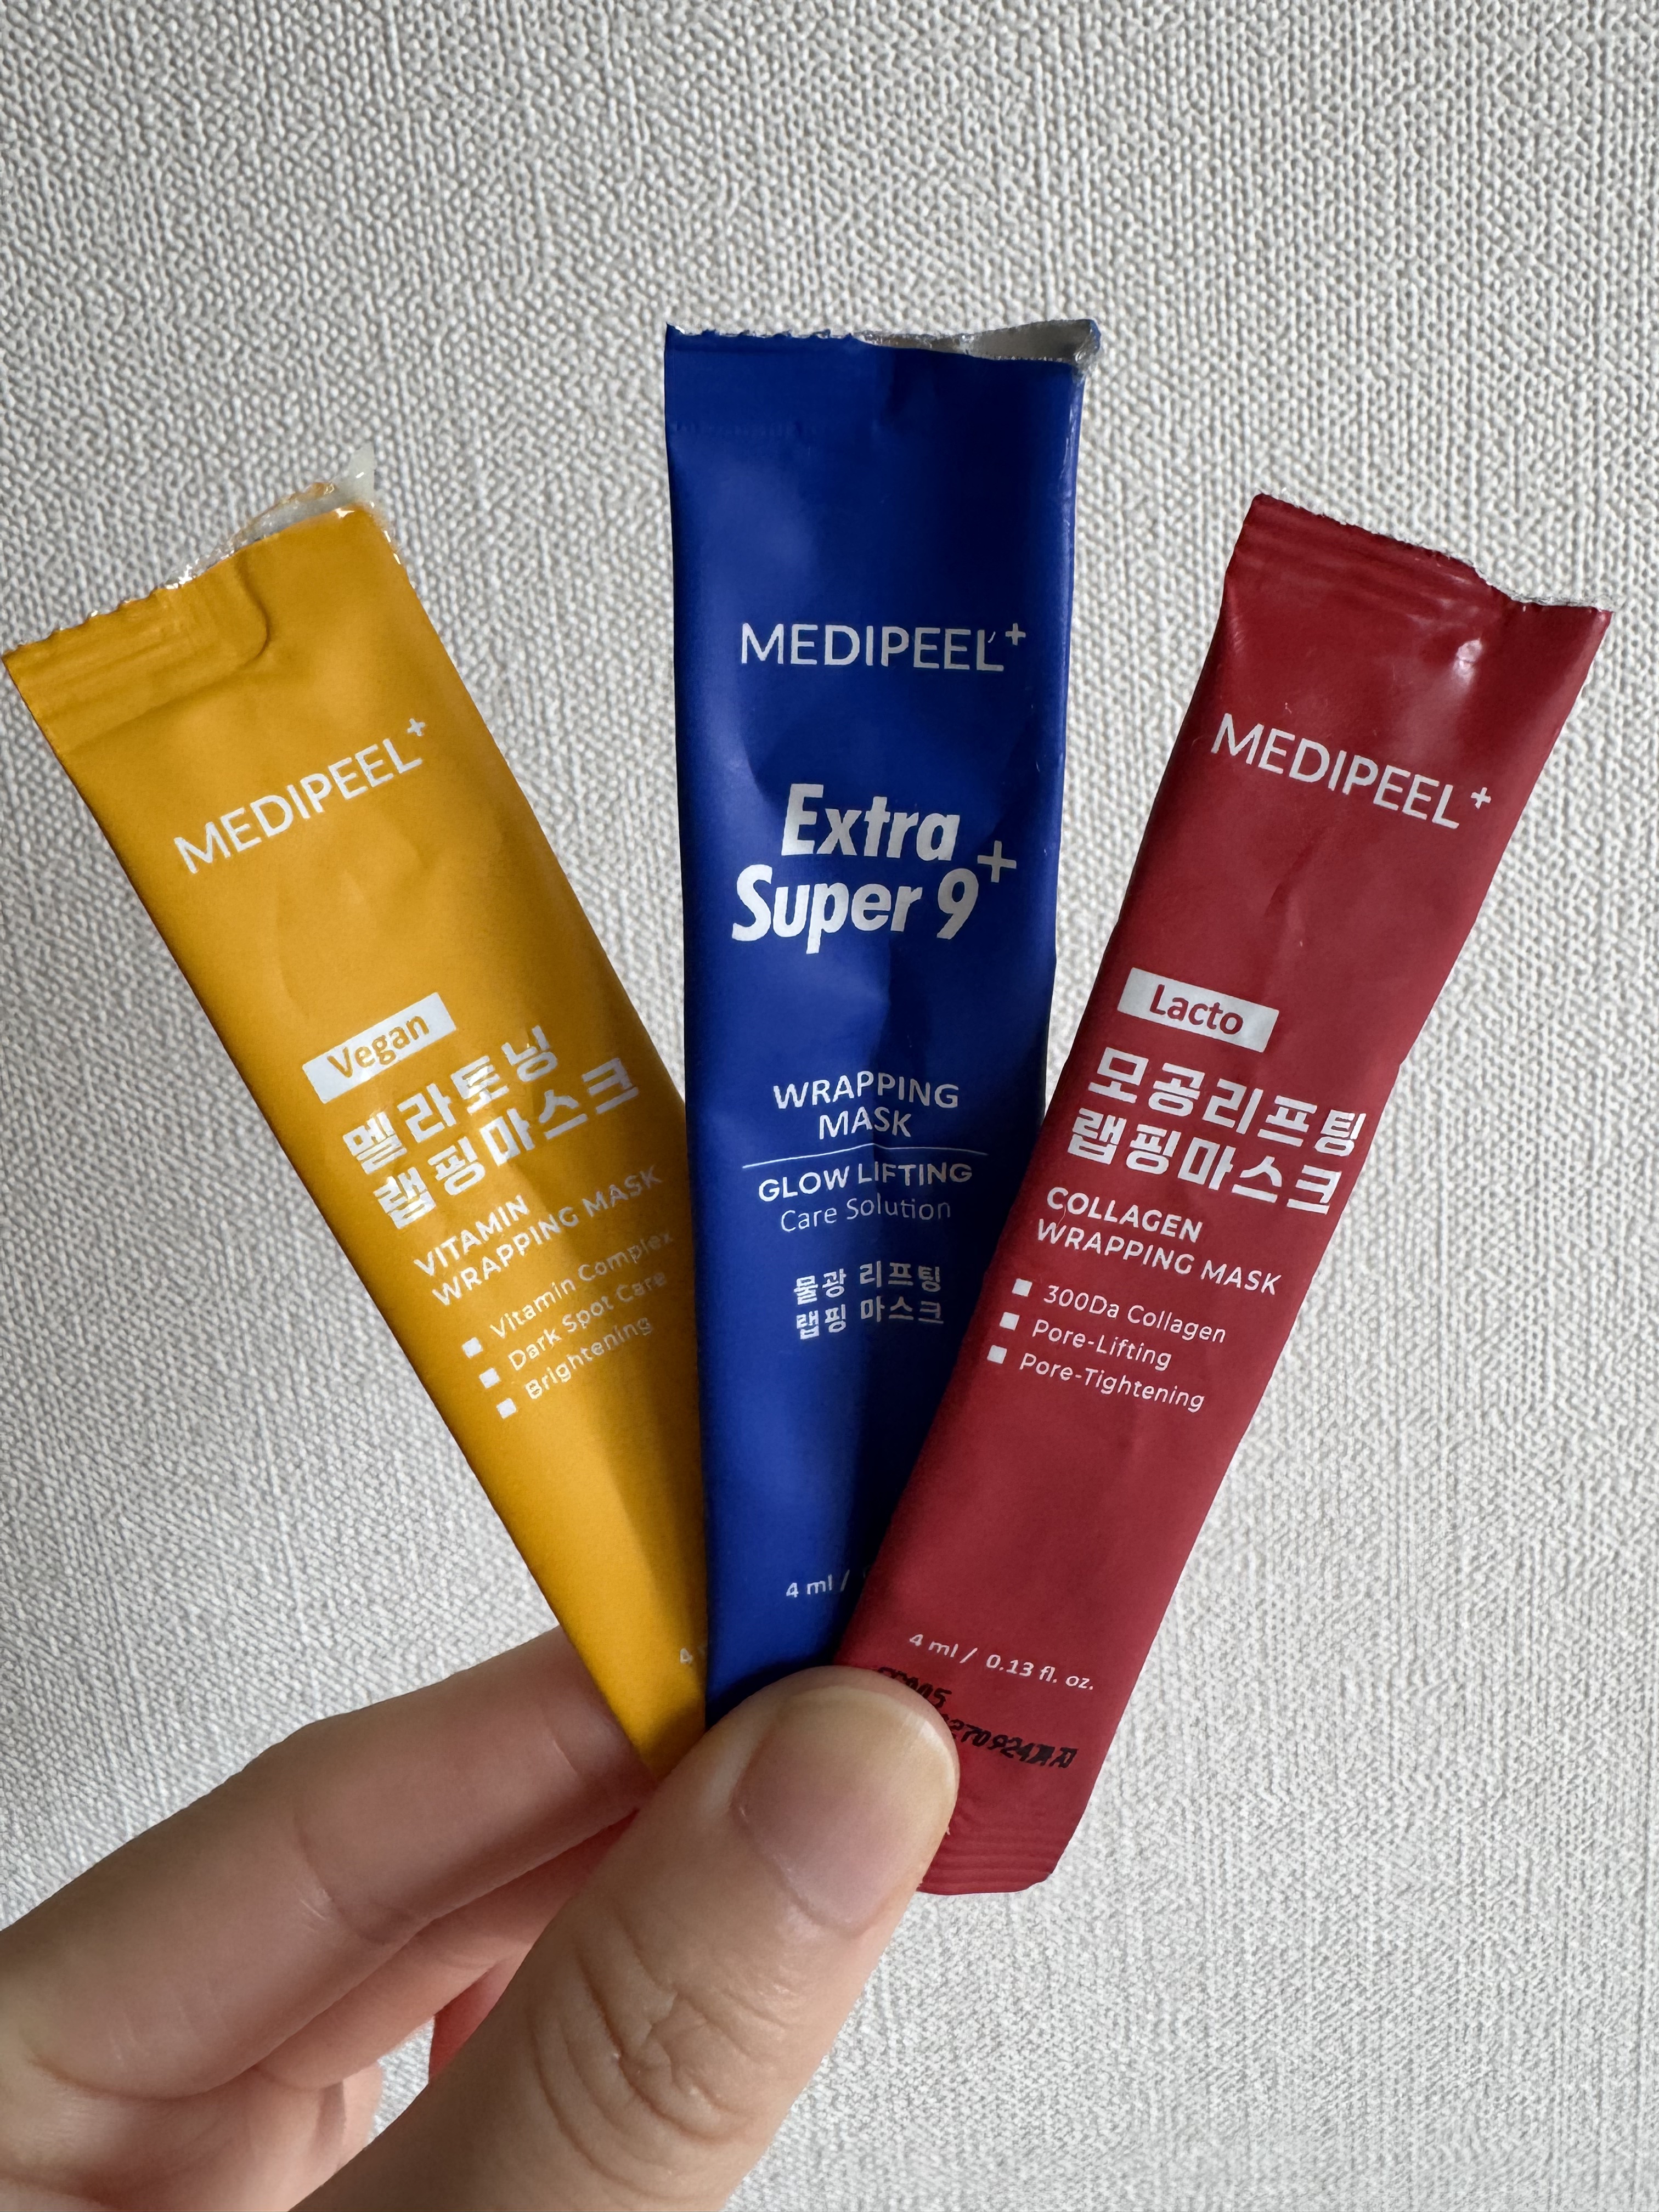 MEDIPEEL+
Vegan
멜라토닝
랩핑마스크
VITAMIN
WRAPPING MASK
Vitamin Complex
Dark Spot Care
Brightening
4
MEDIPEEL+
Extra
Super 9+
WRAPPING
MASK
GLOW LIFTING
Care Solution
물광 리프팅
랩핑 마스크
4 ml /
MEDIPEEL+
Lacto
모공리프팅
랩핑마스크
COLLAGEN
WRAPPING MASK
300Da Collagen
Pore-Lifting
Pore-Tightening
4 ml / 0.13 fl. oz.